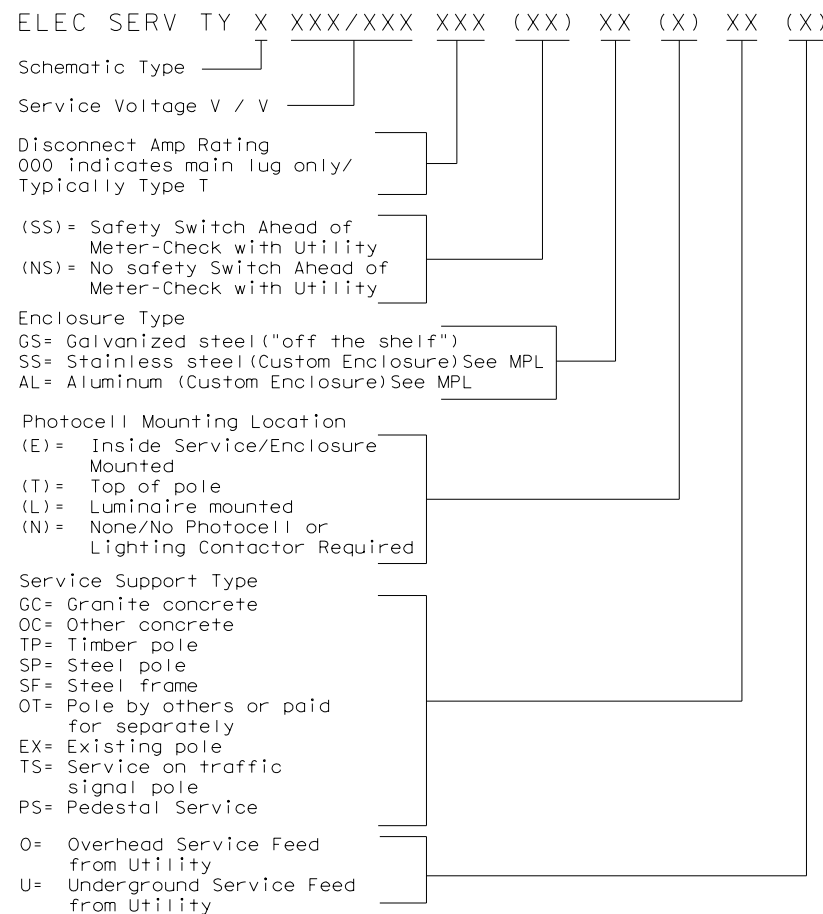 ELEC SERV TY X XXX/XXX XXX (XX) XX (X) XX (X)
Schematic Type
Service Voltage V / V
Disconnect Amp Rating
000 indicates main lug only/
Typically Type T
(SS)= Safety Switch Ahead of
Meter-Check with Utility
(NS)= No safety Switch Ahead of
Meter-Check with Utility
Enclosure Type
GS= Galvanized steel("off the shelf")
SS= Stainless steel(Custom Enclosure)See MPL
AL= Aluminum (Custom Enclosure)See MPL
Photocell Mounting Location
(E)= Inside Service/Enclosure
Mounted
(T)= Top of pole
(L)= Luminaire mounted
(N)= None/No Photocell or
Lighting Contactor Required
Service Support Type
GC= Granite concrete
OC= Other concrete
TP= Timber pole
SP= Steel pole
SF= Steel frame
OT= Pole by others or paid
for separately
EX= Existing pole
TS= Service on traffic
signal pole
PS= Pedestal Service
O= Overhead Service Feed
from Utility
U= Underground Service Feed
from Utility